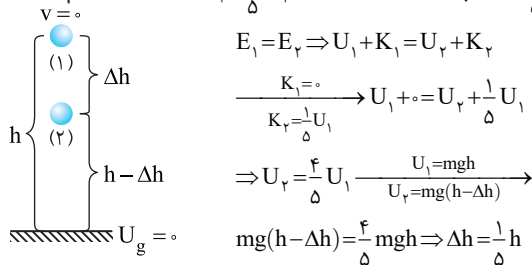 v = ۰
(۱)
Δh
h
(۲)
h − Δh
U_g = ۰
E_۱ = E_۲ ⇒ U_۱ + K_۱ = U_۲ + K_۲
K_۱ = ۰ / K_۲ = ۱/۵ U_۱ → U_۱ + ۰ = U_۲ + ۱/۵ U_۱
⇒ U_۲ = ۴/۵ U_۱ U_۱ = mgh / U_۲ = mg(h − Δh) →
mg(h − Δh) = ۴/۵ mgh ⇒ Δh = ۱/۵ h